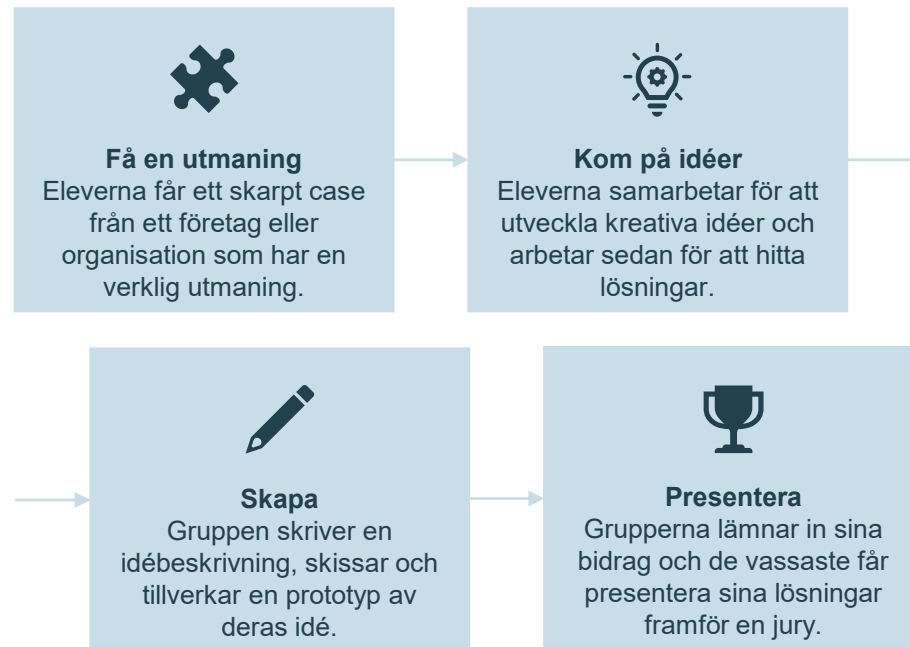 Få en utmaning
Eleverna får ett skarpt case
från ett företag eller
organisation som har en
verklig utmaning.
Kom på idéer
Eleverna samarbetar för att
utveckla kreativa idéer och
arbetar sedan för att hitta
lösningar.
Skapa
Gruppen skriver en
idébeskrivning, skissar och
tillverkar en prototyp av
deras idé.
Presentera
Grupperna lämnar in sina
bidrag och de vassaste får
presentera sina lösningar
framför en jury.